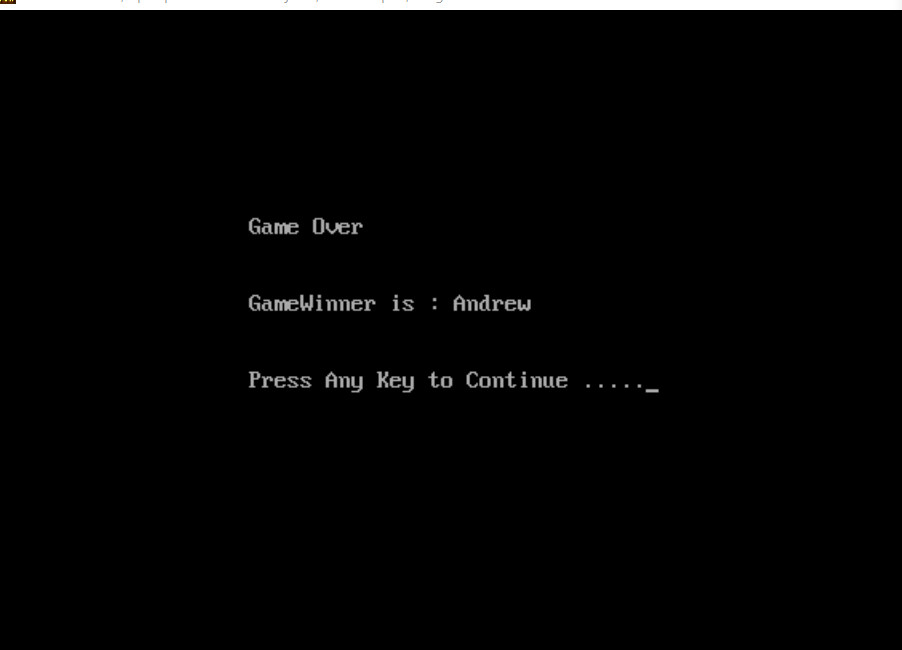 Game Over
GameWinner is : Andrew
Press Any Key to Continue ....._